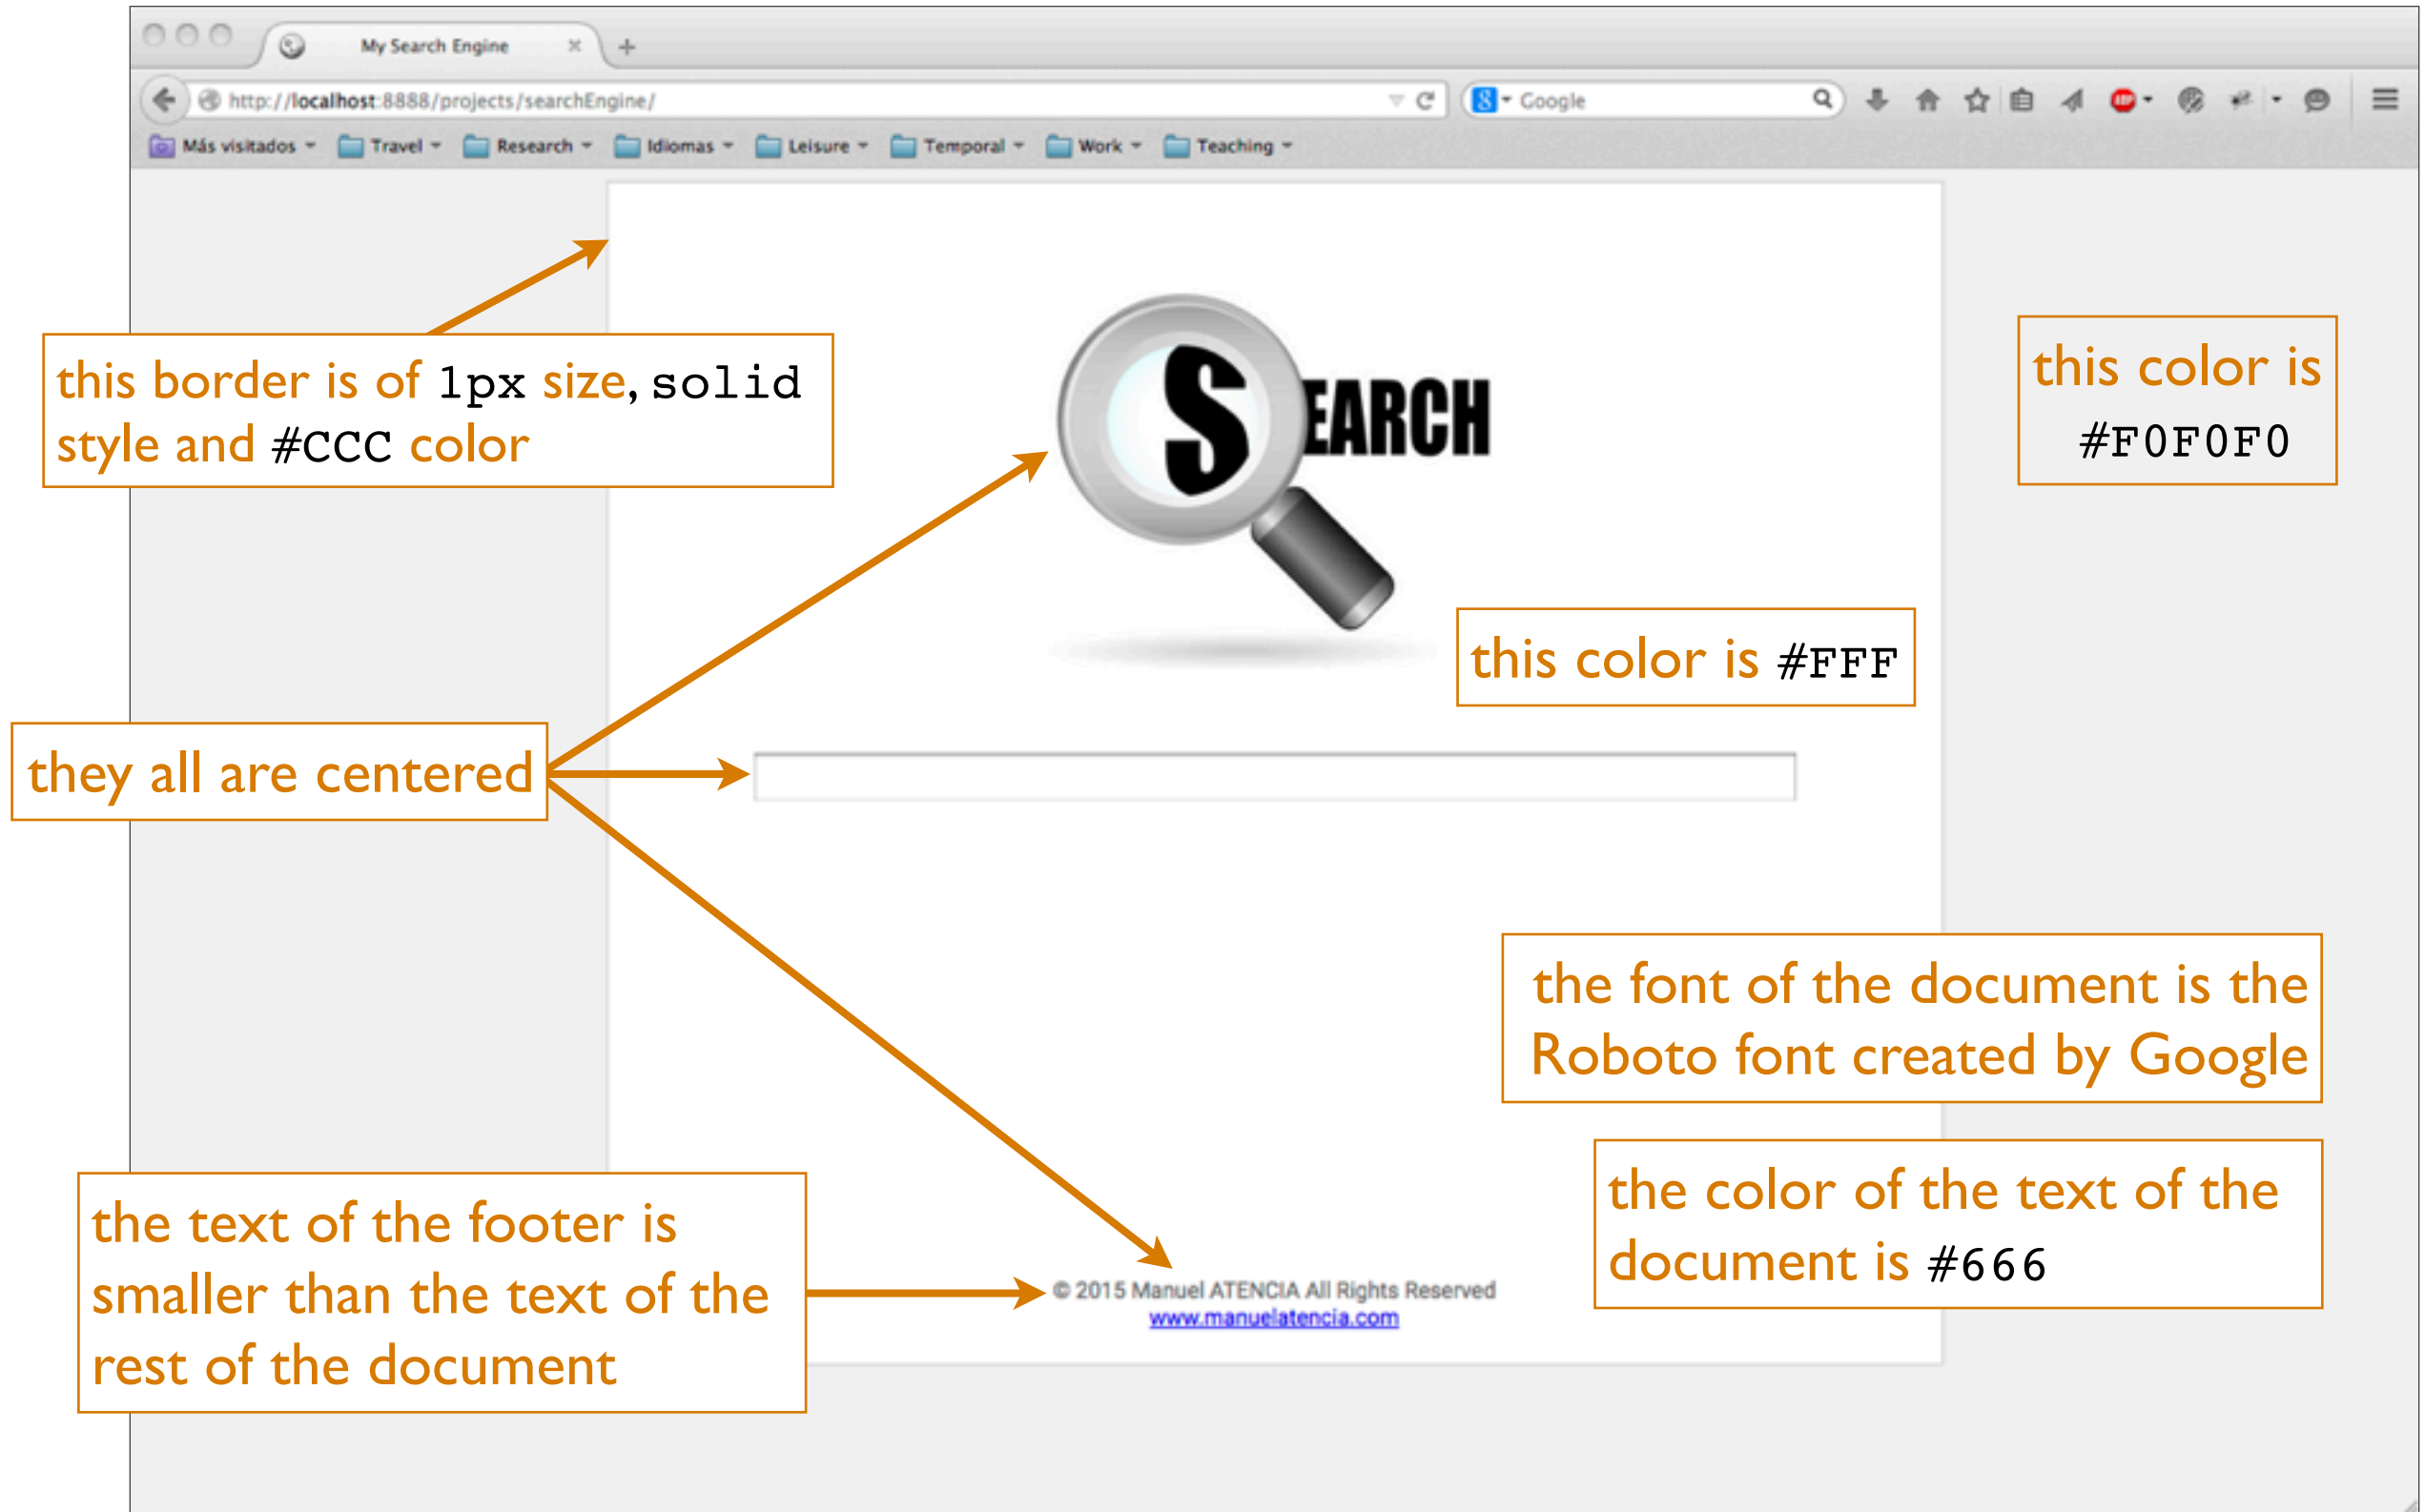 My Search Engine
http://localhost:8888/projects/searchEngine/
Google
ABP
Más visitados
Travel
Research
Idiomas
Leisure
Temporal
Work
Teaching
this border is of 1px size, solid
style and #CCC color
SEARCH
this color is
#F0F0F0
this color is #FFF
they all are centered
the font of the document is the
Roboto font created by Google
the color of the text of the
document is #666
the text of the footer is
smaller than the text of the
rest of the document
© 2015 Manuel ATENCIA All Rights Reserved
www.manuelatencia.com